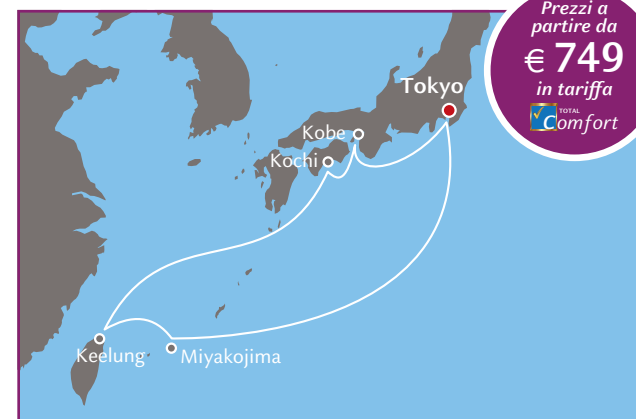 Prezzi a
partire da
€ 749
in tariffa
TOTAL
Comfort
Tokyo
Kobe
Kochi
Keelung
Miyakojima